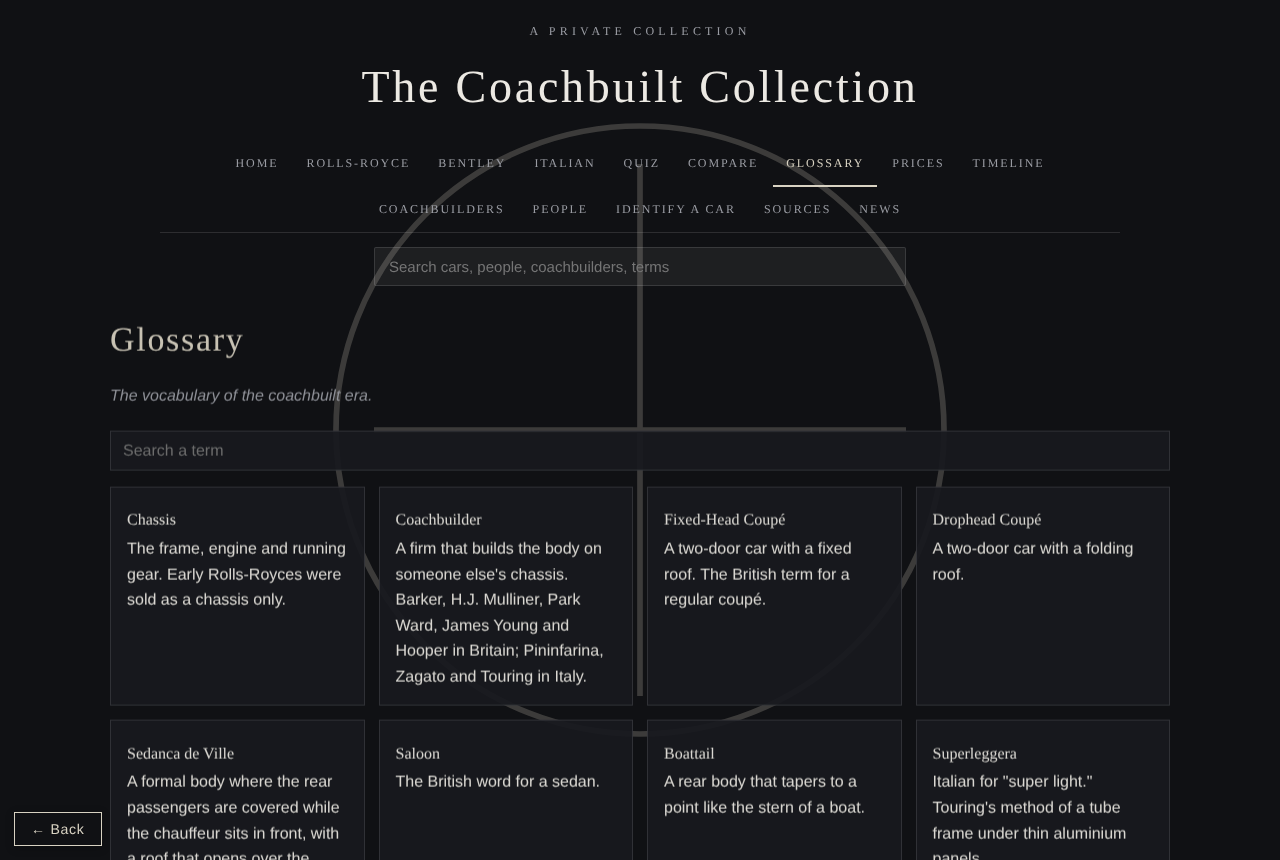 A PRIVATE COLLECTION
The Coachbuilt Collection
HOME ROLLS-ROYCE BENTLEY ITALIAN QUIZ COMPARE GLOSSARY PRICES TIMELINE
COACHBUILDERS PEOPLE IDENTIFY A CAR SOURCES NEWS
Search cars, people, coachbuilders, terms
Glossary
The vocabulary of the coachbuilt era.
Search a term
Chassis
The frame, engine and running
gear. Early Rolls-Royces were
sold as a chassis only.
Coachbuilder
A firm that builds the body on
someone else's chassis.
Barker, H.J. Mulliner, Park
Ward, James Young and
Hooper in Britain; Pininfarina,
Zagato and Touring in Italy.
Fixed-Head Coupé
A two-door car with a fixed
roof. The British term for a
regular coupé.
Drophead Coupé
A two-door car with a folding
roof.
Sedanca de Ville
A formal body where the rear
passengers are covered while
the chauffeur sits in front, with
a roof that opens over the
Saloon
The British word for a sedan.
Boattail
A rear body that tapers to a
point like the stern of a boat.
Superleggera
Italian for "super light."
Touring's method of a tube
frame under thin aluminium
panels.
← Back